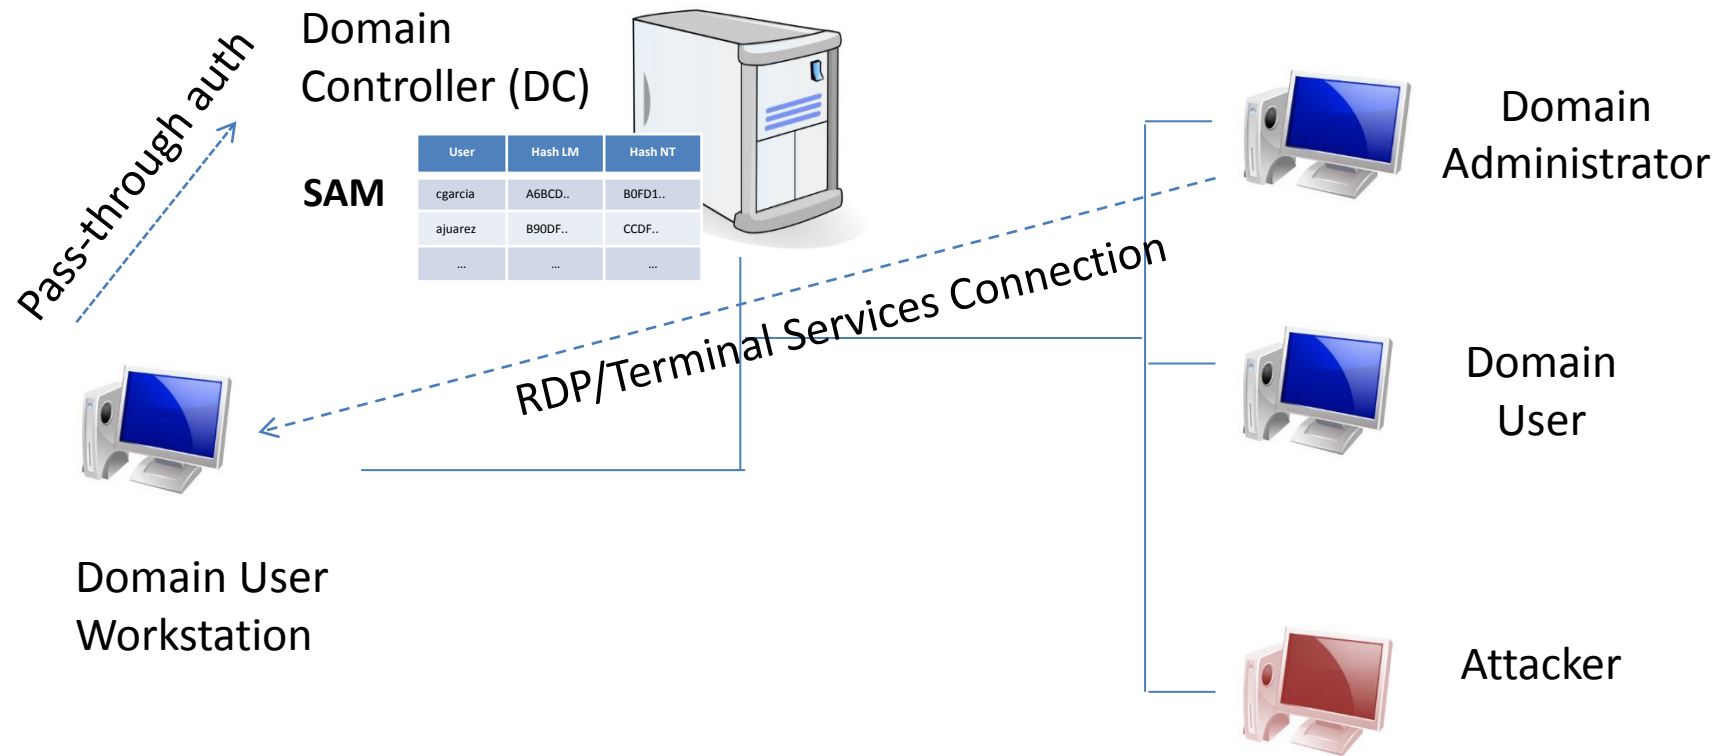 Pass-through auth
Domain
Controller (DC)
SAM
User Hash LM Hash NT
cgarcia A6BCD.. B0FD1..
ajuarez B90DF.. CCDF..
... ... ...
Domain
Administrator
RDP/Terminal Services Connection
Domain
User
Domain User
Workstation
Attacker